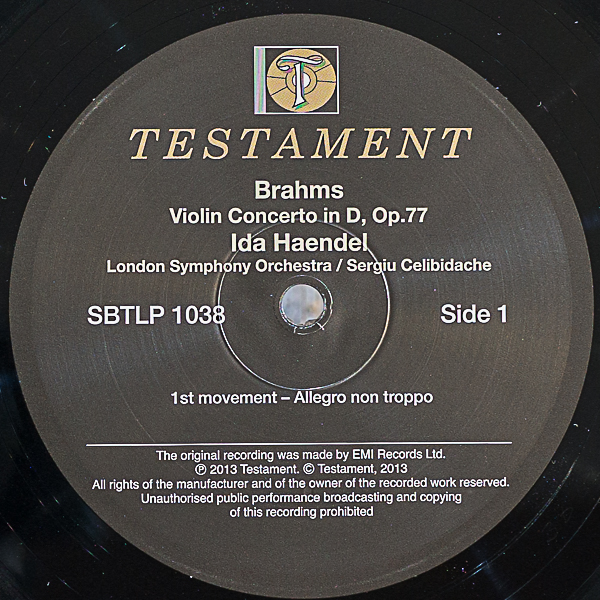 T
TESTAMENT
Brahms
Violin Concerto in D, Op.77
Ida Haendel
London Symphony Orchestra / Sergiu Celibidache
SBTLP 1038 Side 1
1st movement – Allegro non troppo
The original recording was made by EMI Records Ltd.
℗ 2013 Testament. © Testament, 2013
All rights of the manufacturer and of the owner of the recorded work reserved.
Unauthorised public performance broadcasting and copying
of this recording prohibited